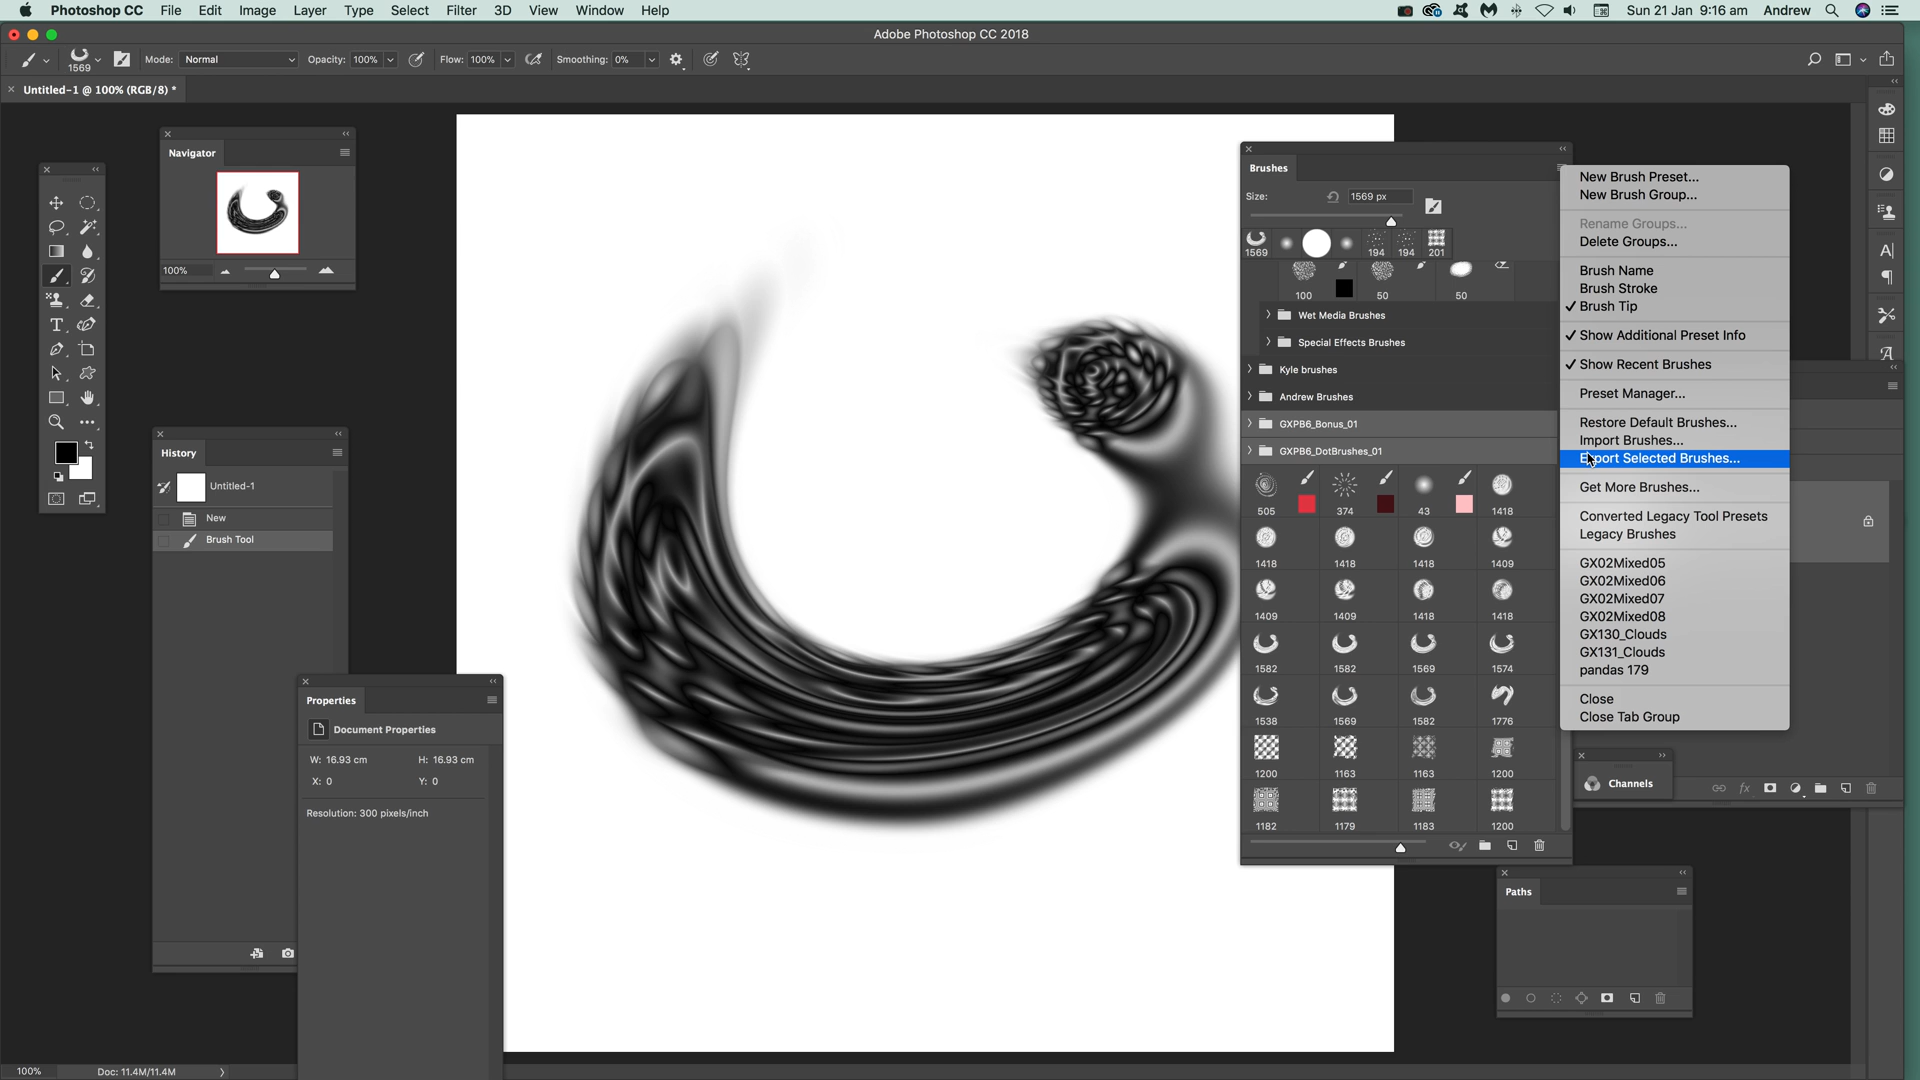 Photoshop CC File Edit Image Layer Type Select Filter 3D View Window Help Sun 21 Jan 9:16 am Andrew
Adobe Photoshop CC 2018
1569 Mode: Normal Opacity: 100% Flow: 100% Smoothing: 0%
Untitled-1 @ 100% (RGB/8) *
Navigator
100%
History
Untitled-1
New
Brush Tool
Properties
Document Properties
W: 16.93 cm H: 16.93 cm
X: 0 Y: 0
Resolution: 300 pixels/inch
Brushes
Size: 1569 px
1569 194 194 201
100 50 50
Wet Media Brushes
Special Effects Brushes
Kyle brushes
Andrew Brushes
GXPB6_Bonus_01
GXPB6_DotBrushes_01
505 374 43 1418
1418 1418 1418 1409
1409 1409 1418 1418
1582 1582 1569 1574
1538 1569 1582 1776
1200 1163 1163 1200
1182 1179 1183 1200
New Brush Preset...
New Brush Group...
Rename Groups...
Delete Groups...
Brush Name
Brush Stroke
✓ Brush Tip
✓ Show Additional Preset Info
✓ Show Recent Brushes
Preset Manager...
Restore Default Brushes...
Import Brushes...
Export Selected Brushes...
Get More Brushes...
Converted Legacy Tool Presets
Legacy Brushes
GX02Mixed05
GX02Mixed06
GX02Mixed07
GX02Mixed08
GX130_Clouds
GX131_Clouds
pandas 179
Close
Close Tab Group
Channels
Paths
100% Doc: 11.4M/11.4M